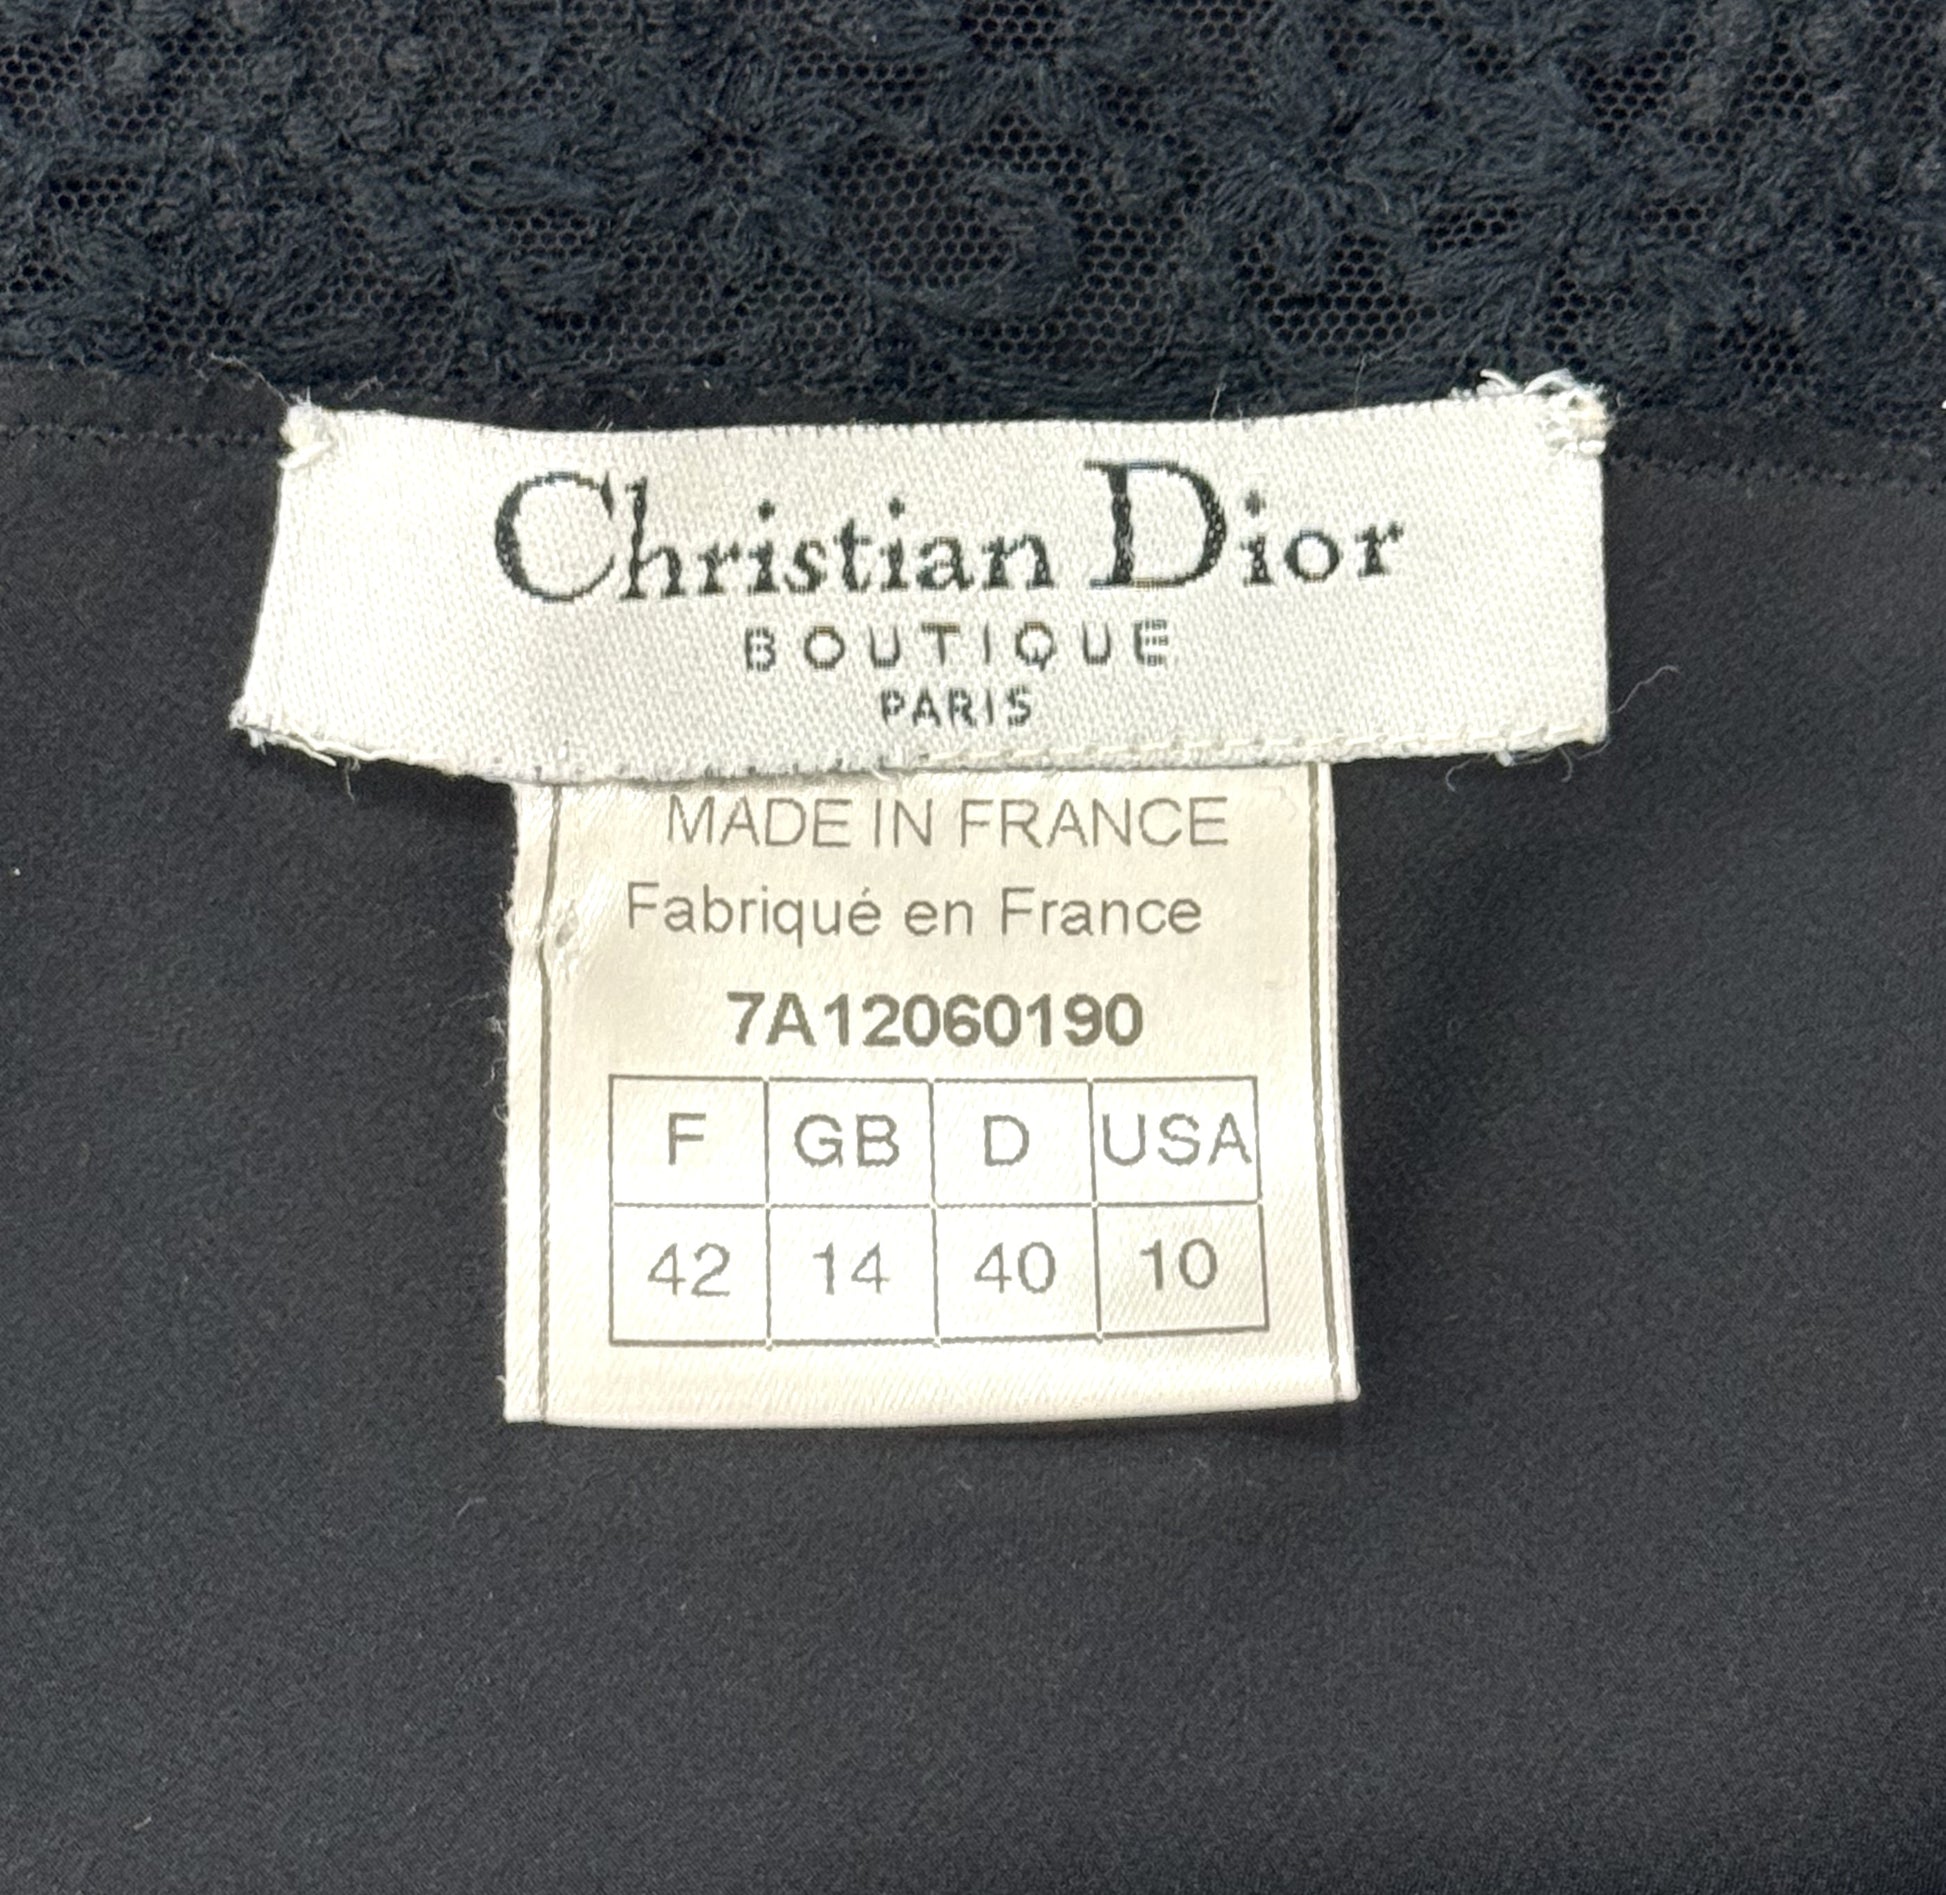 Christian Dior
BOUTIQUE
PARIS
MADE IN FRANCE
Fabriqué en France
7A12060190
F GB D USA
42 14 40 10